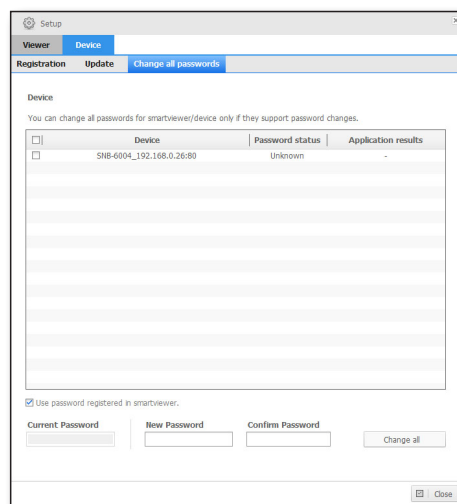 Setup
Viewer Device
Registration Update Change all passwords
Device
You can change all passwords for smartviewer/device only if they support password changes.
Device Password status Application results
SNB-6004_192.168.0.26:80 Unknown -
Use password registered in smartviewer.
Current Password New Password Confirm Password
Change all
Close